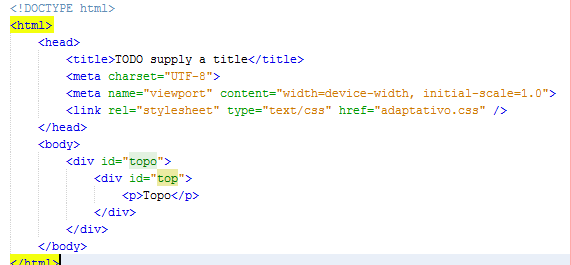 <!DOCTYPE html>
<html>
    <head>
        <title>TODO supply a title</title>
        <meta charset="UTF-8">
        <meta name="viewport" content="width=device-width, initial-scale=1.0">
        <link rel="stylesheet" type="text/css" href="adaptativo.css" />
    </head>
    <body>
        <div id="topo">
            <div id="top">
                <p>Topo</p>
            </div>
        </div>
    </body>
</html>